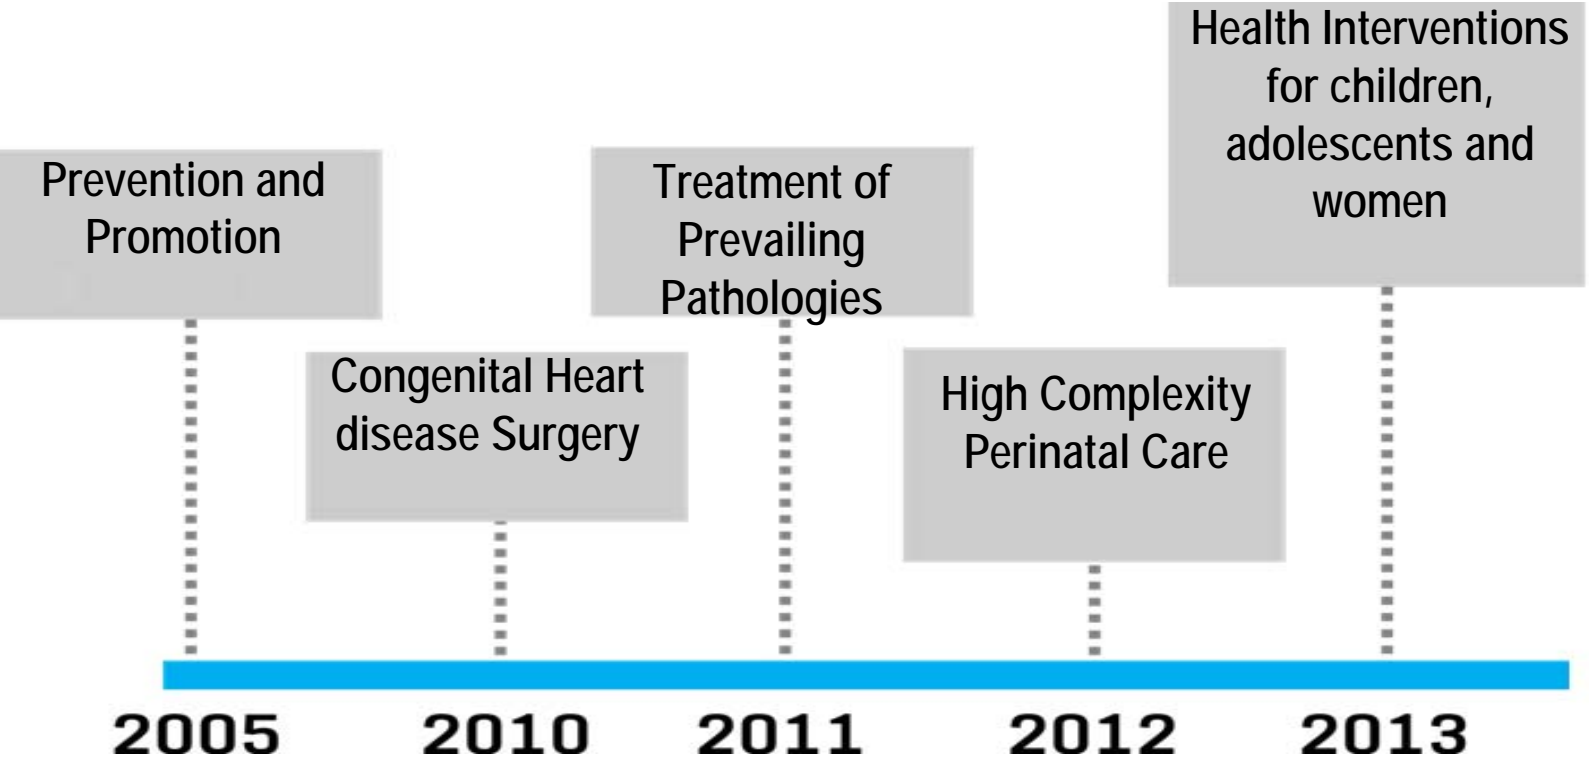 Prevention and
Promotion
Congenital Heart
disease Surgery
Treatment of
Prevailing
Pathologies
High Complexity
Perinatal Care
Health Interventions
for children,
adolescents and
women
2005
2010
2011
2012
2013